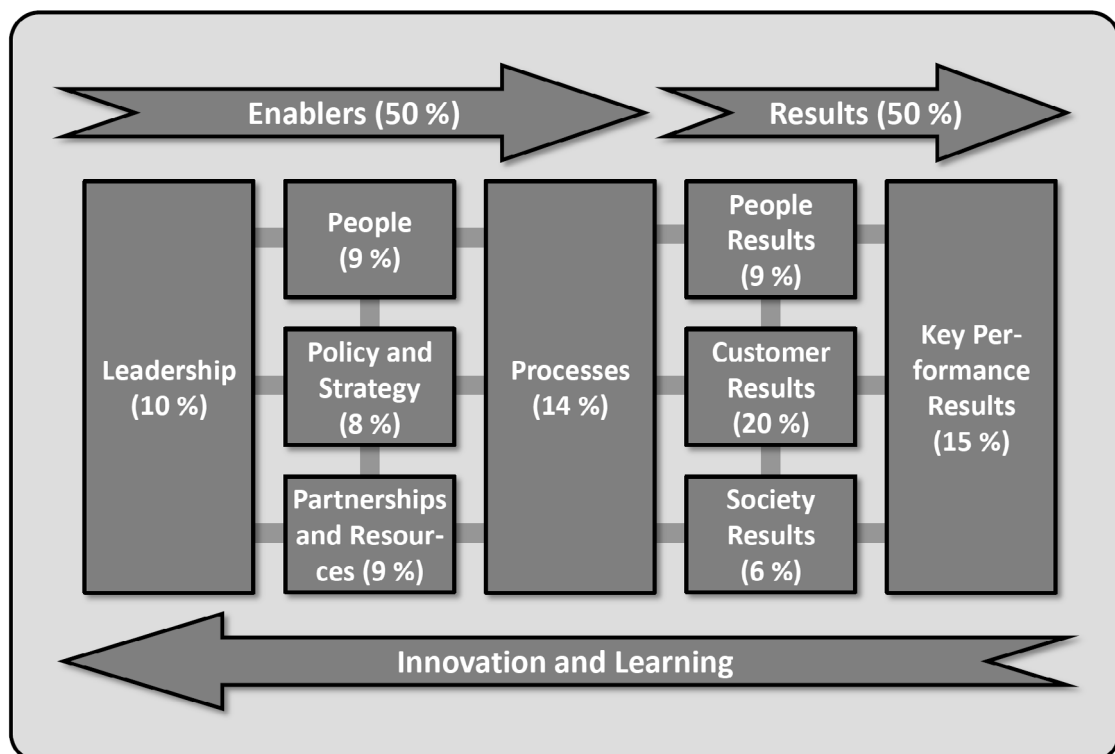 Enablers (50 %)
Results (50 %)
Leadership
(10 %)
People
(9 %)
Policy and
Strategy
(8 %)
Partnerships
and Resour-
ces (9 %)
Processes
(14 %)
People
Results
(9 %)
Customer
Results
(20 %)
Society
Results
(6 %)
Key Per-
formance
Results
(15 %)
Innovation and Learning